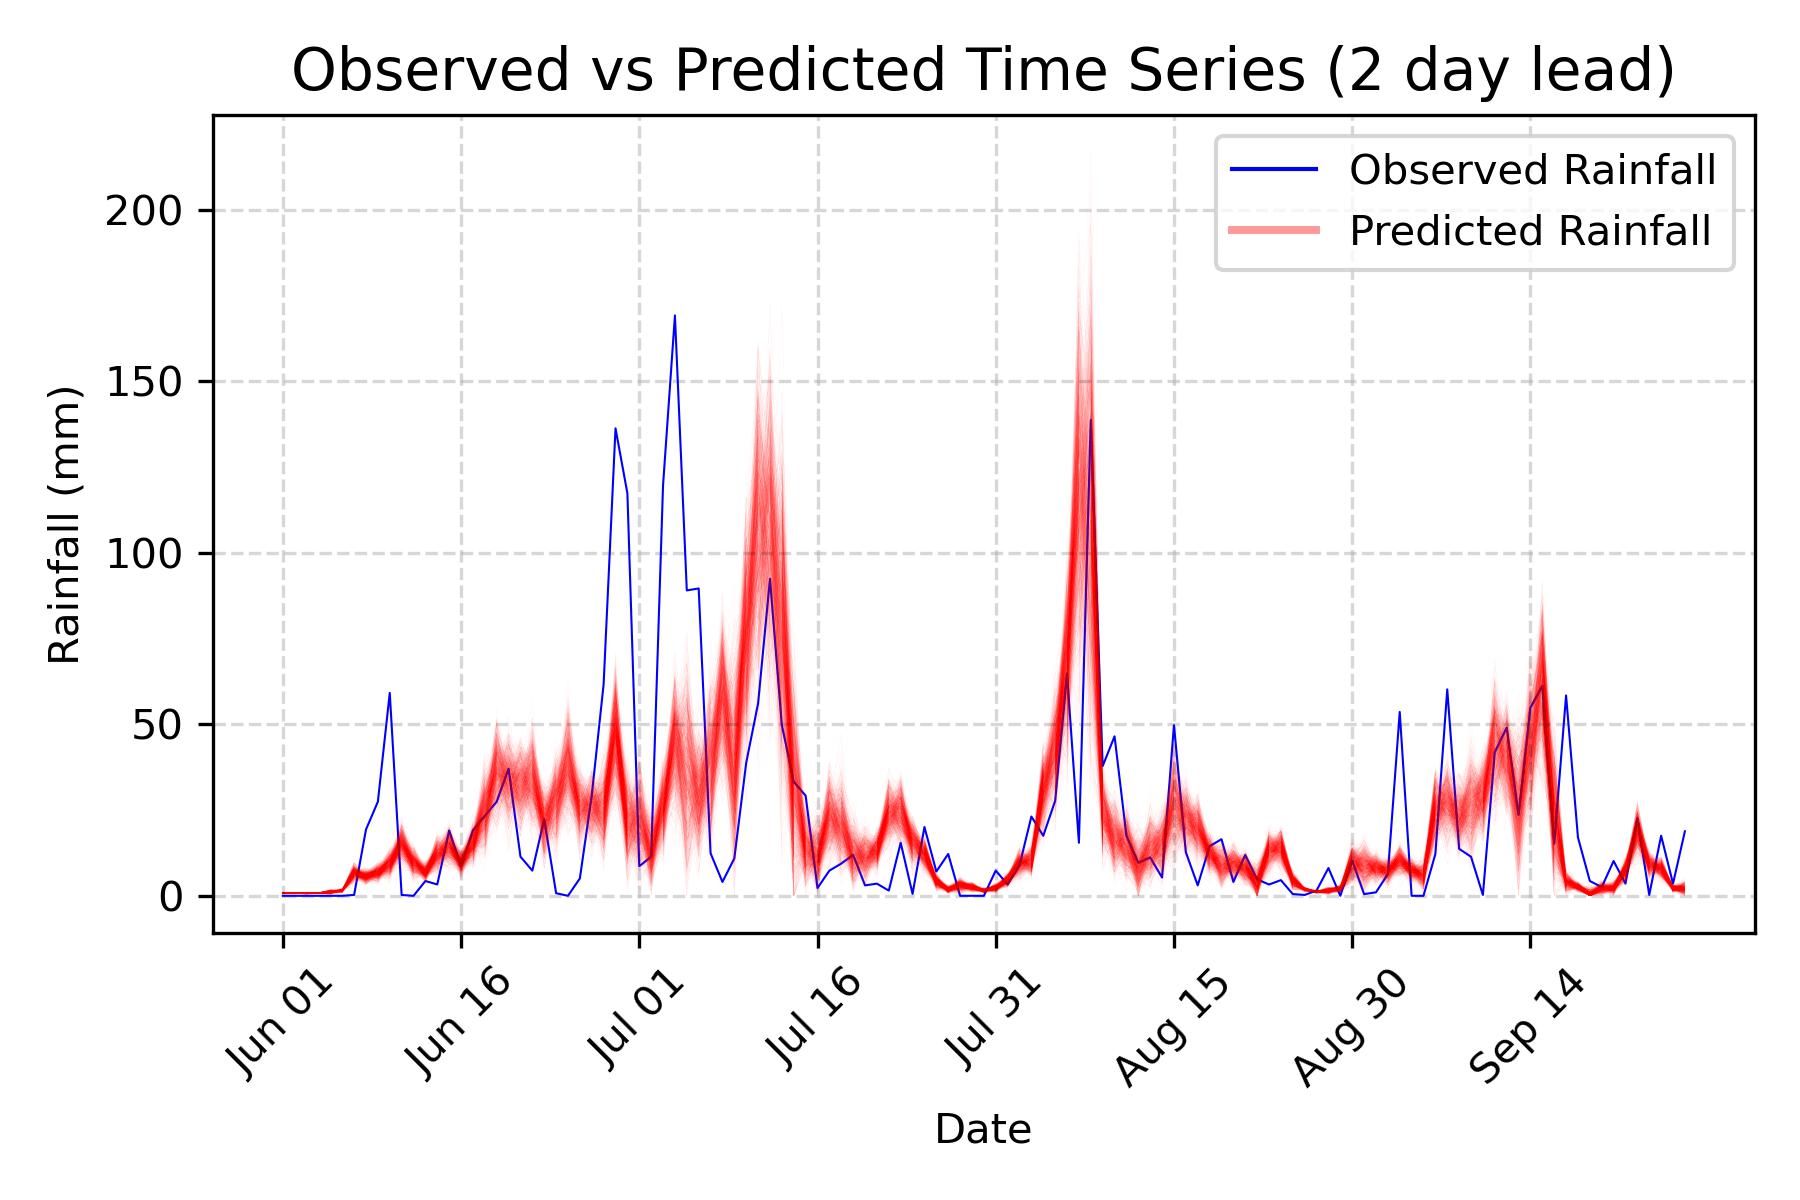 Observed vs Predicted Time Series (2 day lead)
Observed Rainfall
Predicted Rainfall
Rainfall (mm)
200
150
100
50
0
Jun 01
Jun 16
Jul 01
Jul 16
Jul 31
Aug 15
Aug 30
Sep 14
Date